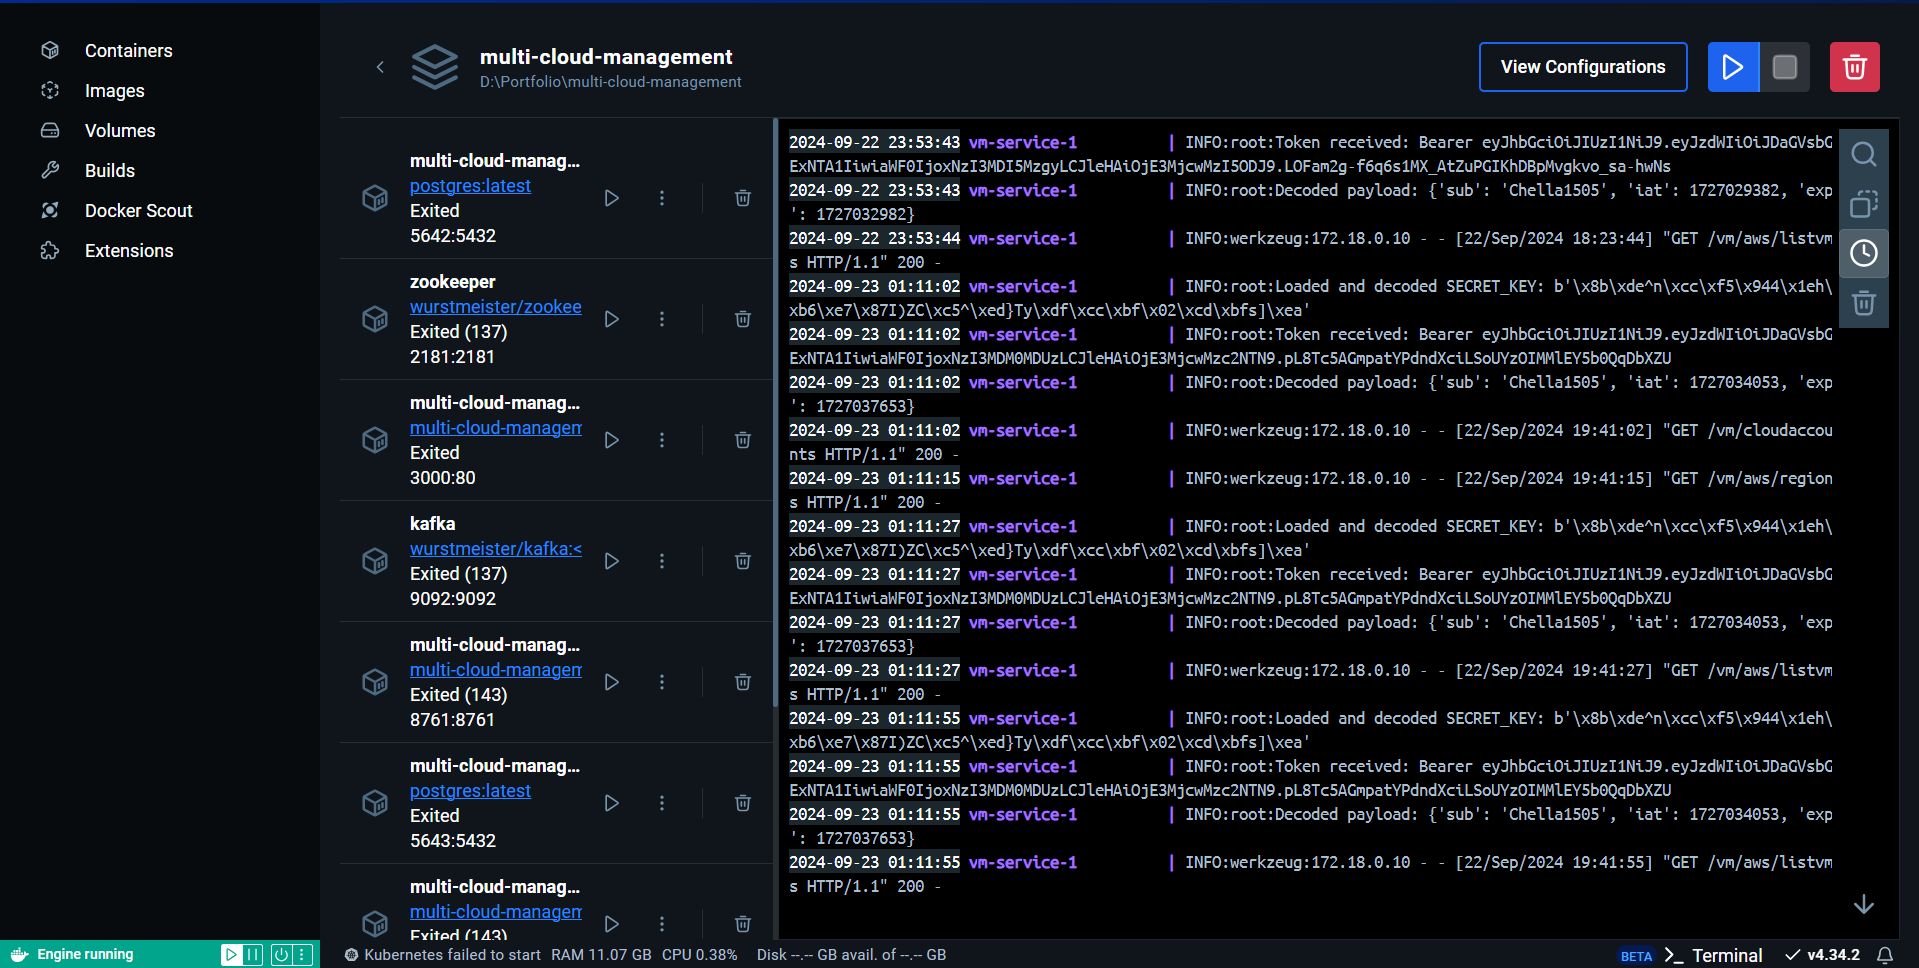 Containers
Images
Volumes
Builds
Docker Scout
Extensions
multi-cloud-management
D:\Portfolio\multi-cloud-management
View Configurations
multi-cloud-manag...
postgres:latest
Exited
5642:5432
zookeeper
wurstmeister/zookee
Exited (137)
2181:2181
multi-cloud-manag...
multi-cloud-managem
Exited
3000:80
kafka
wurstmeister/kafka:<
Exited (137)
9092:9092
multi-cloud-manag...
multi-cloud-managem
Exited (143)
8761:8761
multi-cloud-manag...
postgres:latest
Exited
5643:5432
multi-cloud-manag...
multi-cloud-managem
Exited (143)
2024-09-22 23:53:43 vm-service-1 | INFO:root:Token received: Bearer eyJhbGciOiJIUzI1NiJ9.eyJzdWIiOiJDaGVsbG
ExNTA1IiwiaWF0IjoxNzI3MDI5MzgyLCJleHAiOjE3MjcwMzI5ODJ9.LOFam2g-f6q6s1MX_AtZuPGIKhDBpMvgkvo_sa-hwNs
2024-09-22 23:53:43 vm-service-1 | INFO:root:Decoded payload: {'sub': 'Chella1505', 'iat': 1727029382, 'exp
': 1727032982}
2024-09-22 23:53:44 vm-service-1 | INFO:werkzeug:172.18.0.10 - - [22/Sep/2024 18:23:44] "GET /vm/aws/listvm
s HTTP/1.1" 200 -
2024-09-23 01:11:02 vm-service-1 | INFO:root:Loaded and decoded SECRET_KEY: b'\x8b\xde^n\xcc\xf5\x944\x1eh\
xb6\xe7\x87I)ZC\xc5^\xed}Ty\xdf\xcc\xbf\x02\xcd\xbfs]\xea'
2024-09-23 01:11:02 vm-service-1 | INFO:root:Token received: Bearer eyJhbGciOiJIUzI1NiJ9.eyJzdWIiOiJDaGVsbG
ExNTA1IiwiaWF0IjoxNzI3MDM0MDUzLCJleHAiOjE3MjcwMzc2NTN9.pL8Tc5AGmpatYPdndXciLSoUYzOIMMlEY5b0QqDbXZU
2024-09-23 01:11:02 vm-service-1 | INFO:root:Decoded payload: {'sub': 'Chella1505', 'iat': 1727034053, 'exp
': 1727037653}
2024-09-23 01:11:02 vm-service-1 | INFO:werkzeug:172.18.0.10 - - [22/Sep/2024 19:41:02] "GET /vm/cloudaccou
nts HTTP/1.1" 200 -
2024-09-23 01:11:15 vm-service-1 | INFO:werkzeug:172.18.0.10 - - [22/Sep/2024 19:41:15] "GET /vm/aws/region
s HTTP/1.1" 200 -
2024-09-23 01:11:27 vm-service-1 | INFO:root:Loaded and decoded SECRET_KEY: b'\x8b\xde^n\xcc\xf5\x944\x1eh\
xb6\xe7\x87I)ZC\xc5^\xed}Ty\xdf\xcc\xbf\x02\xcd\xbfs]\xea'
2024-09-23 01:11:27 vm-service-1 | INFO:root:Token received: Bearer eyJhbGciOiJIUzI1NiJ9.eyJzdWIiOiJDaGVsbG
ExNTA1IiwiaWF0IjoxNzI3MDM0MDUzLCJleHAiOjE3MjcwMzc2NTN9.pL8Tc5AGmpatYPdndXciLSoUYzOIMMlEY5b0QqDbXZU
2024-09-23 01:11:27 vm-service-1 | INFO:root:Decoded payload: {'sub': 'Chella1505', 'iat': 1727034053, 'exp
': 1727037653}
2024-09-23 01:11:27 vm-service-1 | INFO:werkzeug:172.18.0.10 - - [22/Sep/2024 19:41:27] "GET /vm/aws/listvm
s HTTP/1.1" 200 -
2024-09-23 01:11:55 vm-service-1 | INFO:root:Loaded and decoded SECRET_KEY: b'\x8b\xde^n\xcc\xf5\x944\x1eh\
xb6\xe7\x87I)ZC\xc5^\xed}Ty\xdf\xcc\xbf\x02\xcd\xbfs]\xea'
2024-09-23 01:11:55 vm-service-1 | INFO:root:Token received: Bearer eyJhbGciOiJIUzI1NiJ9.eyJzdWIiOiJDaGVsbG
ExNTA1IiwiaWF0IjoxNzI3MDM0MDUzLCJleHAiOjE3MjcwMzc2NTN9.pL8Tc5AGmpatYPdndXciLSoUYzOIMMlEY5b0QqDbXZU
2024-09-23 01:11:55 vm-service-1 | INFO:root:Decoded payload: {'sub': 'Chella1505', 'iat': 1727034053, 'exp
': 1727037653}
2024-09-23 01:11:55 vm-service-1 | INFO:werkzeug:172.18.0.10 - - [22/Sep/2024 19:41:55] "GET /vm/aws/listvm
s HTTP/1.1" 200 -
Engine running
Kubernetes failed to start RAM 11.07 GB CPU 0.38% Disk --.-- GB avail. of --.-- GB
BETA >_ Terminal v4.34.2